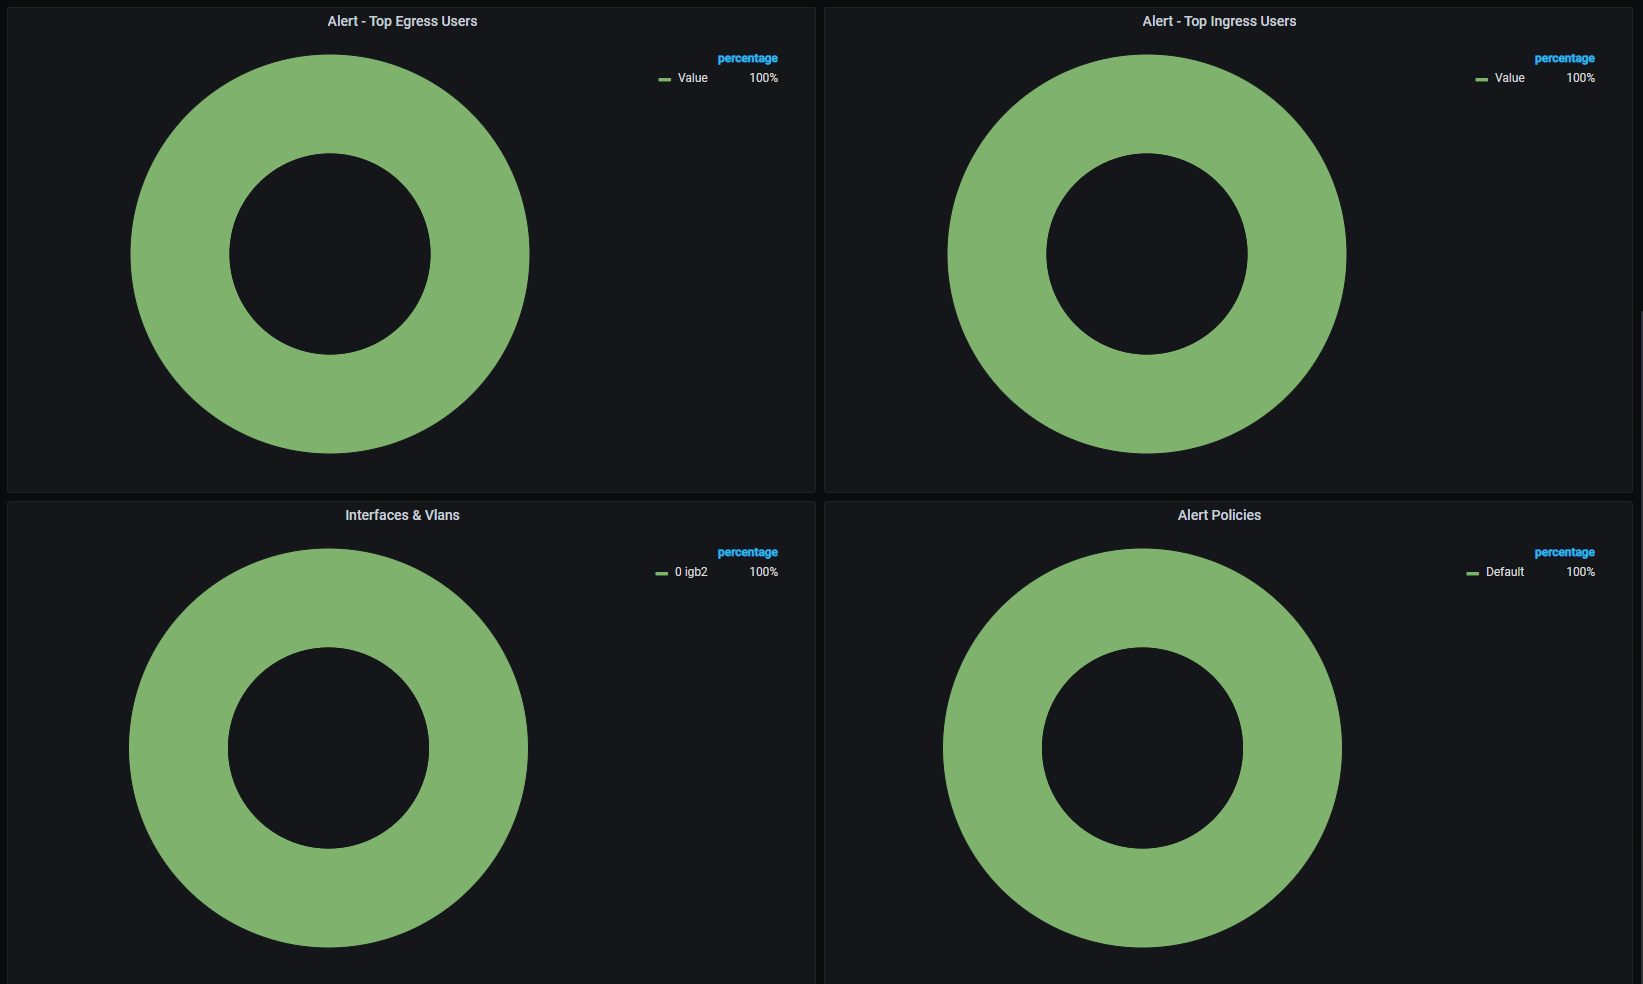 Alert - Top Egress Users
percentage
Value 100%
Alert - Top Ingress Users
percentage
Value 100%
Interfaces & Vlans
percentage
0 igb2 100%
Alert Policies
percentage
Default 100%